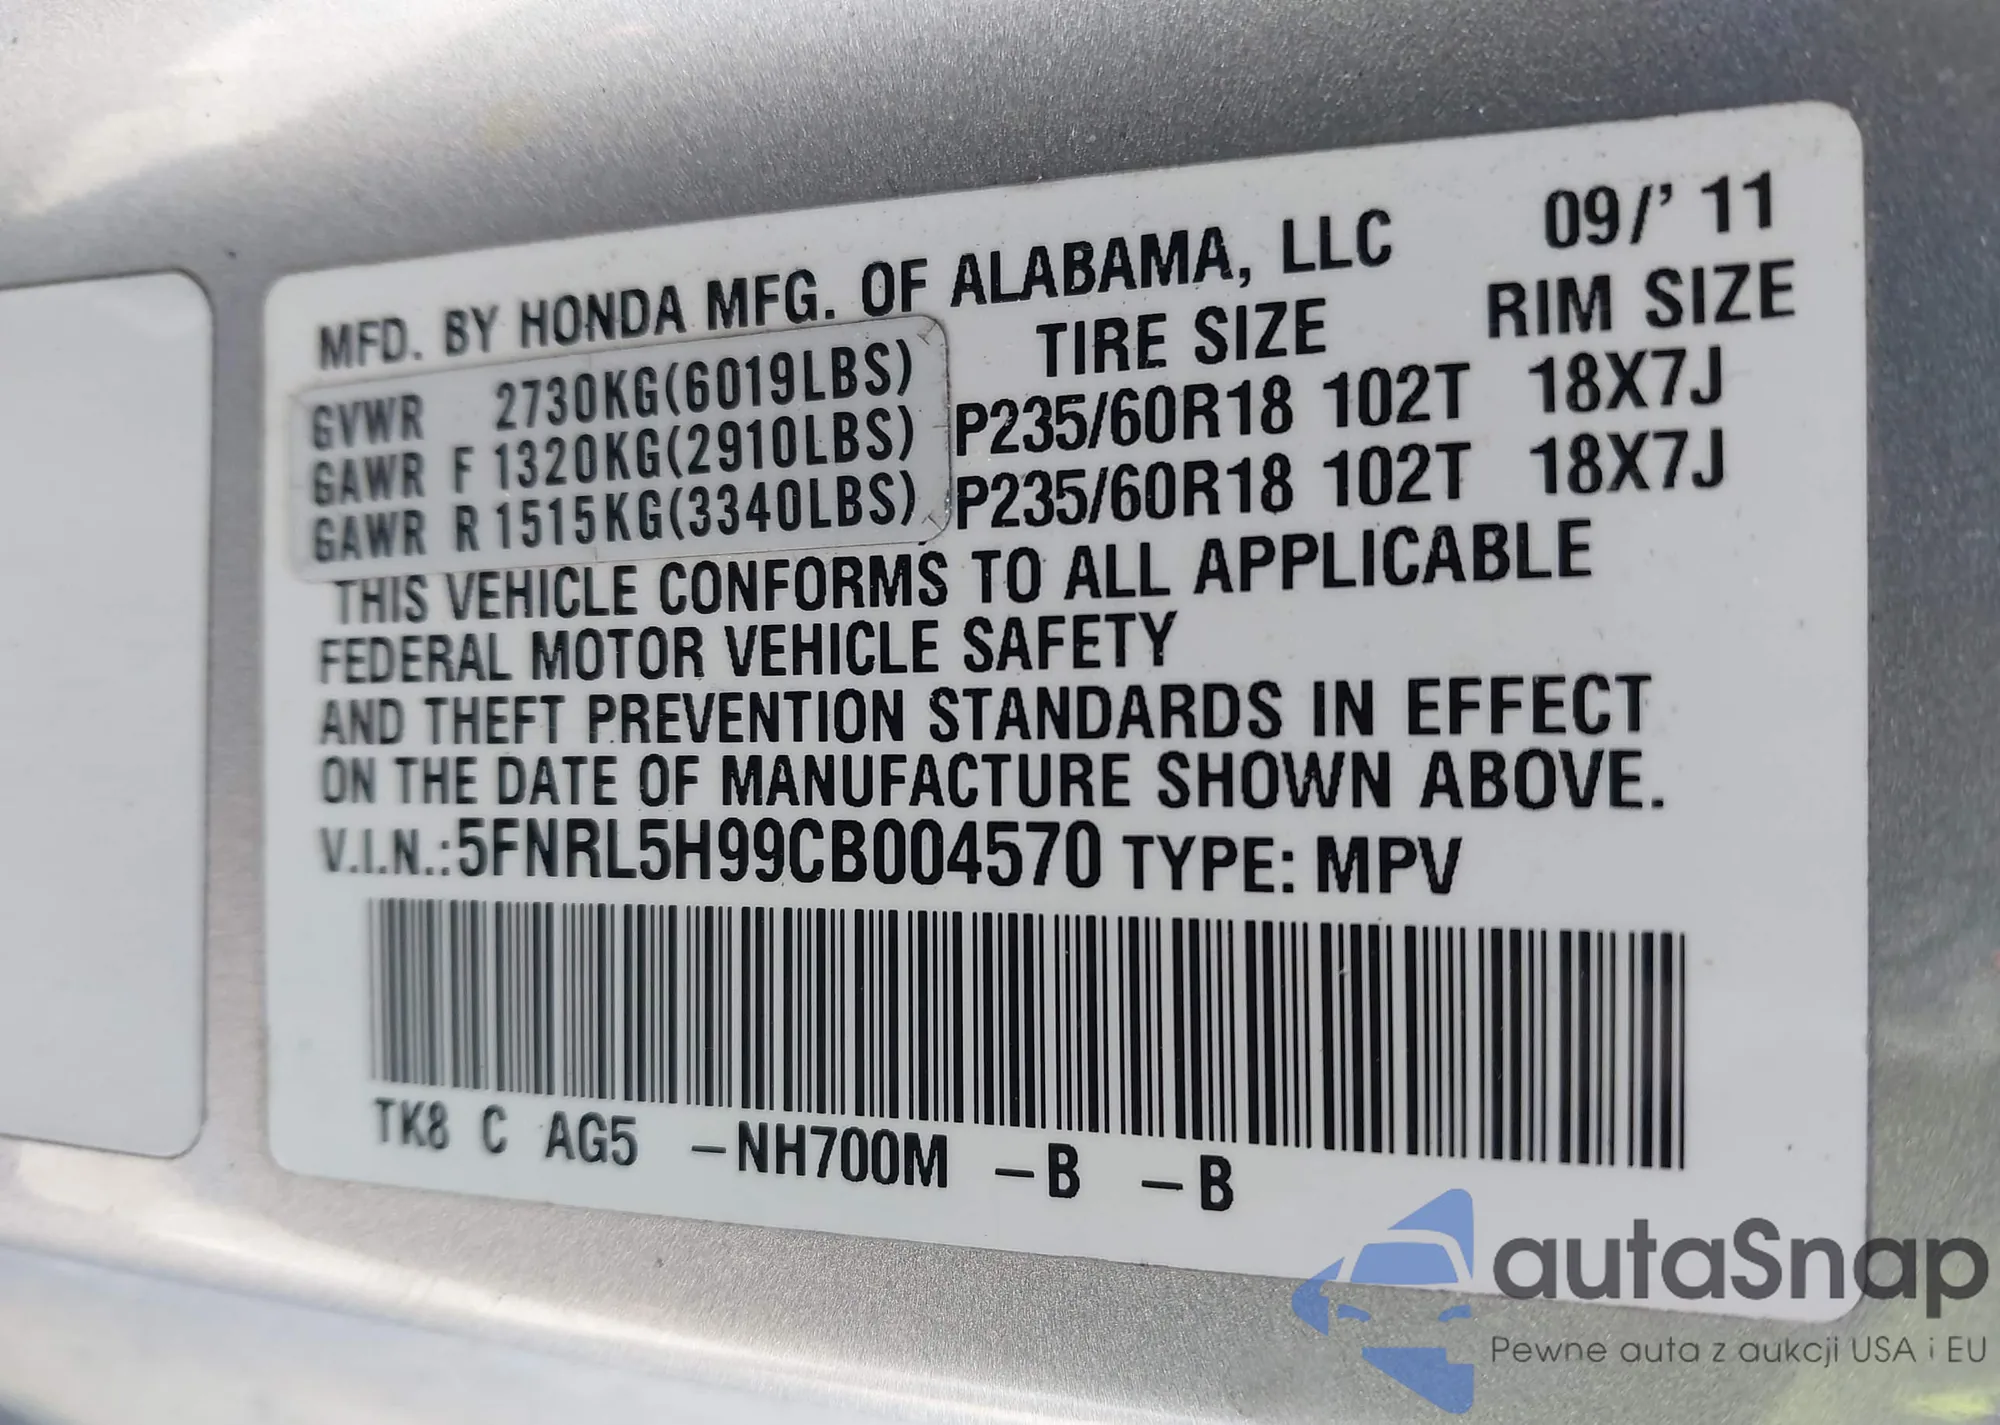 MFD. BY HONDA MFG. OF ALABAMA, LLC 09/'11
TIRE SIZE RIM SIZE
GVWR 2730KG(6019LBS) P235/60R18 102T 18X7J
GAWR F 1320KG(2910LBS) P235/60R18 102T 18X7J
GAWR R 1515KG(3340LBS)
THIS VEHICLE CONFORMS TO ALL APPLICABLE
FEDERAL MOTOR VEHICLE SAFETY
AND THEFT PREVENTION STANDARDS IN EFFECT
ON THE DATE OF MANUFACTURE SHOWN ABOVE.
V.I.N.:5FNRL5H99CB004570 TYPE: MPV
TK8 C AG5 -NH700M -B -B
autaSnap
Pewne auta z aukcji USA i EU